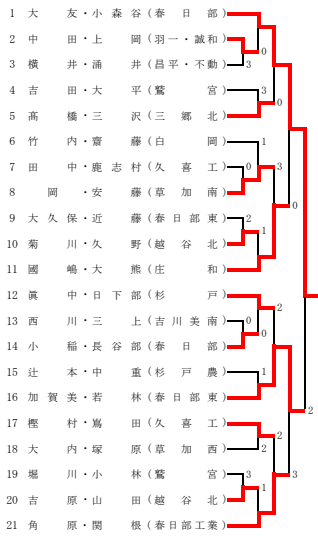 1 大友・小森谷(春日部)
2 中田・上岡(羽一・誠和)
0
3 横井・涌井(昌平・不動)
3
4 吉田・大平(鷲宮)
3
0
5 髙橋・三沢(三郷北)
6 竹内・齋藤(白岡)
1
7 田中・鹿志村(久喜工)
0
3
8 岡・安藤(草加南)
0
9 大久保・近藤(春日部東)
2
10 菊川・久野(越谷北)
1
11 國嶋・大熊(庄和)
12 眞中・日下部(杉戸)
2
13 西川・三上(吉川美南)
0
0
14 小稲・長谷部(春日部)
15 辻本・中重(杉戸農)
1
16 加賀美・若林(春日部東)
2
17 樫村・嶌田(久喜工)
2
18 大内・塚原(草加西)
2
19 堀川・小林(鷲宮)
3
3
20 吉原・山田(越谷北)
1
21 角原・関根(春日部工業)